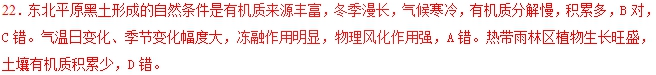 22．东北平原黑土形成的自然条件是有机质来源丰富，冬季漫长，气候寒冷，有机质分解慢，积累多，B 对，
C 错。气温日变化、季节变化幅度大，冻融作用明显，物理风化作用强，A 错。热带雨林区植物生长旺盛，
土壤有机质积累少，D 错。